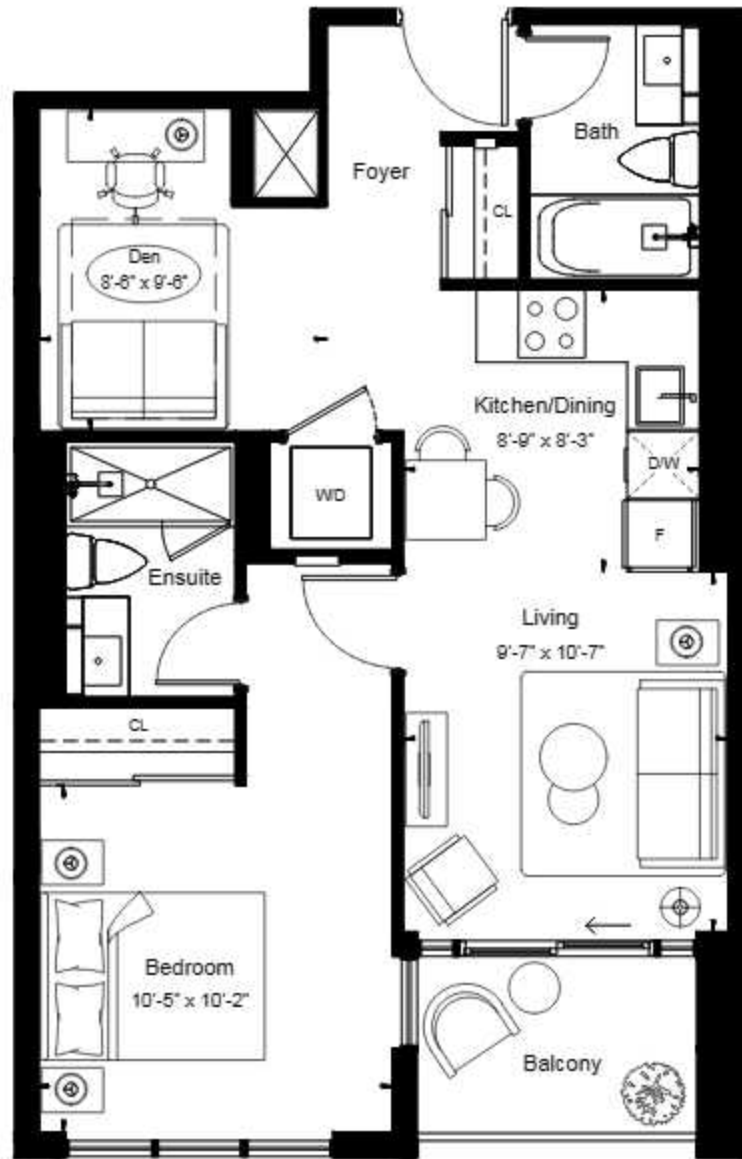 Bath
Foyer
CL
Den
8'-6" x 9'-6"
Kitchen/Dining
8'-9" x 8'-3"
D/W
W/D
F
Ensuite
Living
9'-7" x 10'-7"
CL
Bedroom
10'-5" x 10'-2"
Balcony